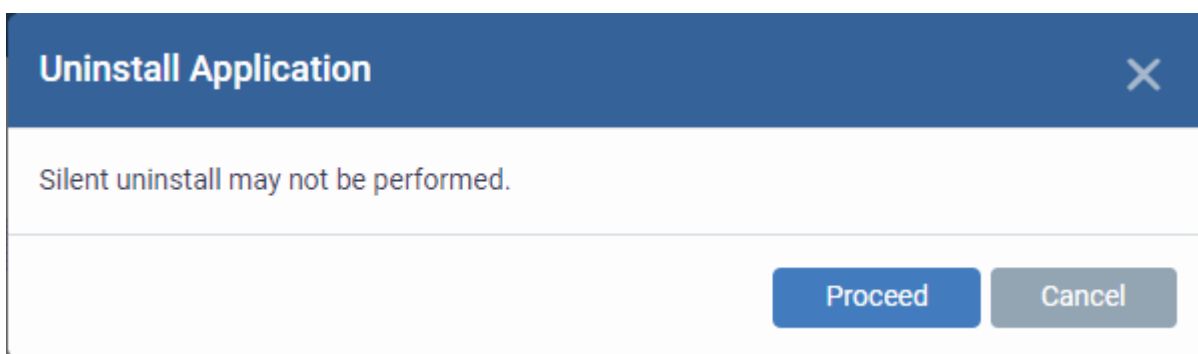 Uninstall Application
Silent uninstall may not be performed.
Proceed Cancel